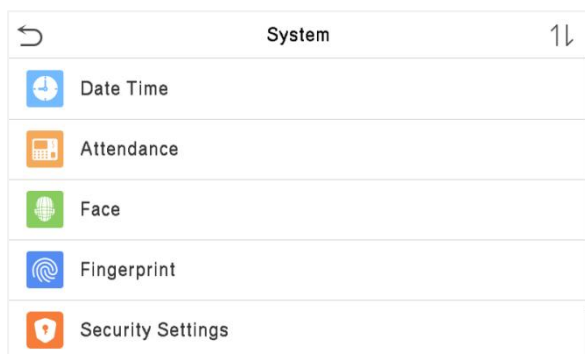 System
Date Time
Attendance
Face
Fingerprint
Security Settings